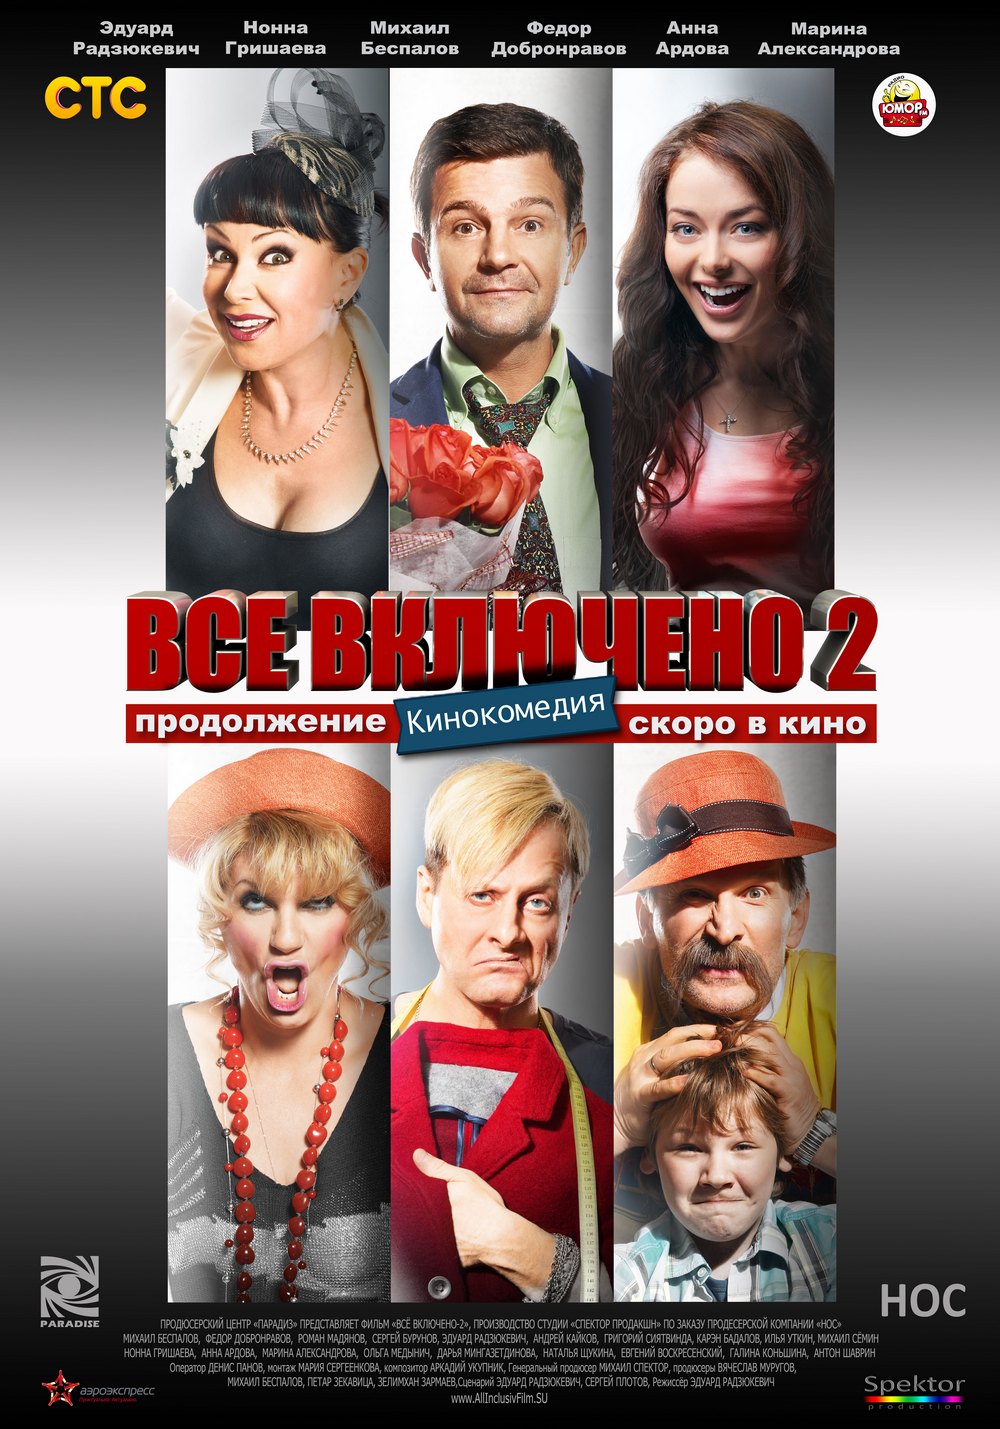 Эдуард Радзюкевич
Нонна Гришаева
Михаил Беспалов
Федор Добронравов
Анна Ардова
Марина Александрова
СТС
РАДИО
ЮМОР FM
ВСЕ ВКЛЮЧЕНО 2
продолжение
Кинокомедия
скоро в кино
PARADISE
НОС
ПРОДЮСЕРСКИЙ ЦЕНТР «ПАРАДИЗ» ПРЕДСТАВЛЯЕТ ФИЛЬМ «ВСЁ ВКЛЮЧЕНО-2», ПРОИЗВОДСТВО СТУДИИ «СПЕКТОР ПРОДАКШН» ПО ЗАКАЗУ ПРОДЕСЕРСКОЙ КОМПАНИИ «НОС»
МИХАИЛ БЕСПАЛОВ, ФЕДОР ДОБРОНРАВОВ, РОМАН МАДЯНОВ, СЕРГЕЙ БУРУНОВ, ЭДУАРД РАДЗЮКЕВИЧ, АНДРЕЙ КАЙКОВ, ГРИГОРИЙ СИЯТВИНДА, КАРЭН БАДАЛОВ, ИЛЬЯ УТКИН, МИХАИЛ СЁМИН
НОННА ГРИШАЕВА, АННА АРДОВА, МАРИНА АЛЕКСАНДРОВА, ОЛЬГА МЕДЫНИЧ, ДАРЬЯ МИНГАЗЕТДИНОВА, НАТАЛЬЯ ЩУКИНА, ЕВГЕНИЙ ВОСКРЕСЕНСКИЙ, ГАЛИНА КОНЬШИНА, АНТОН ШАВРИН
Оператор ДЕНИС ПАНОВ, монтаж МАРИЯ СЕРГЕЕНКОВА, композитор АРКАДИЙ УКУПНИК, Генеральный продюсер МИХАИЛ СПЕКТОР, продюсеры ВЯЧЕСЛАВ МУРУГОВ,
МИХАИЛ БЕСПАЛОВ, ПЕТАР ЗЕКАВИЦА, ЗЕЛИМХАН ЗАРМАЕВ,Сценарий ЭДУАРД РАДЗЮКЕВИЧ, СЕРГЕЙ ПЛОТОВ, Режиссёр ЭДУАРД РАДЗЮКЕВИЧ
www.AllInclusivFilm.SU
аэроэкспресс
Spektor
production